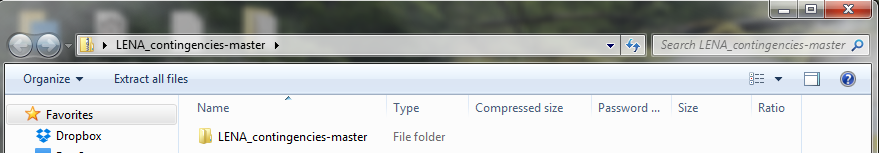 LENA_contingencies-master
Search LENA_contingencies-master
Organize
Extract all files
Favorites
Dropbox
Name
Type
Compressed size
Password ...
Size
Ratio
LENA_contingencies-master
File folder